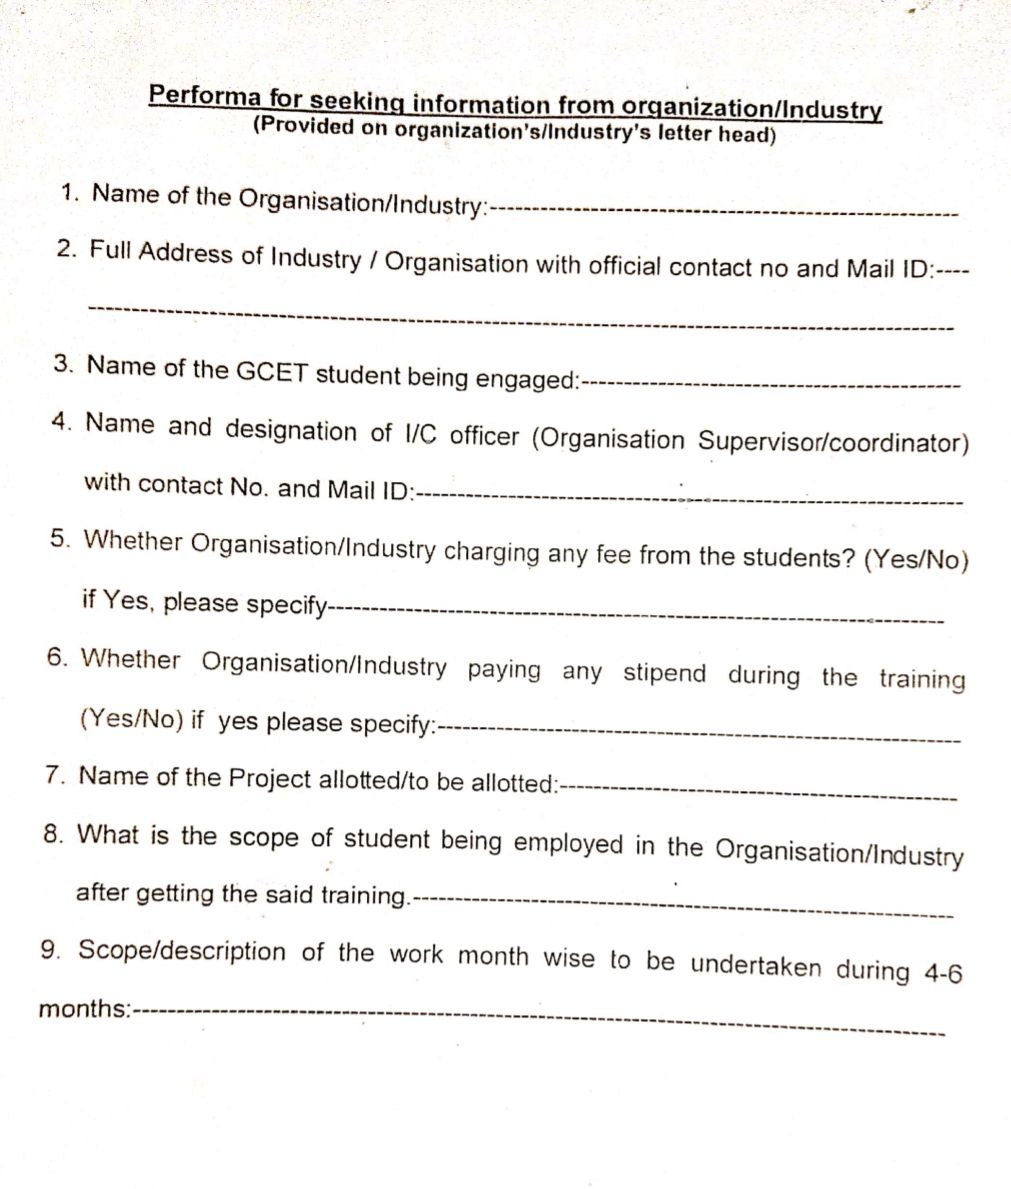 Performa for seeking information from organization/Industry
(Provided on organization's/Industry's letter head)
1. Name of the Organisation/Industry:--------------------------------------------------------
2. Full Address of Industry / Organisation with official contact no and Mail ID:----
--------------------------------------------------------------------------------------------------------
3. Name of the GCET student being engaged:---------------------------------------------
4. Name and designation of I/C officer (Organisation Supervisor/coordinator)
with contact No. and Mail ID:------------------------------------------------------------------
5. Whether Organisation/Industry charging any fee from the students? (Yes/No)
if Yes, please specify--------------------------------------------------------------------------
6. Whether Organisation/Industry paying any stipend during the training
(Yes/No) if yes please specify:---------------------------------------------------------------
7. Name of the Project allotted/to be allotted:------------------------------------------------
8. What is the scope of student being employed in the Organisation/Industry
after getting the said training.-----------------------------------------------------------------
9. Scope/description of the work month wise to be undertaken during 4-6
months:--------------------------------------------------------------------------------------------------